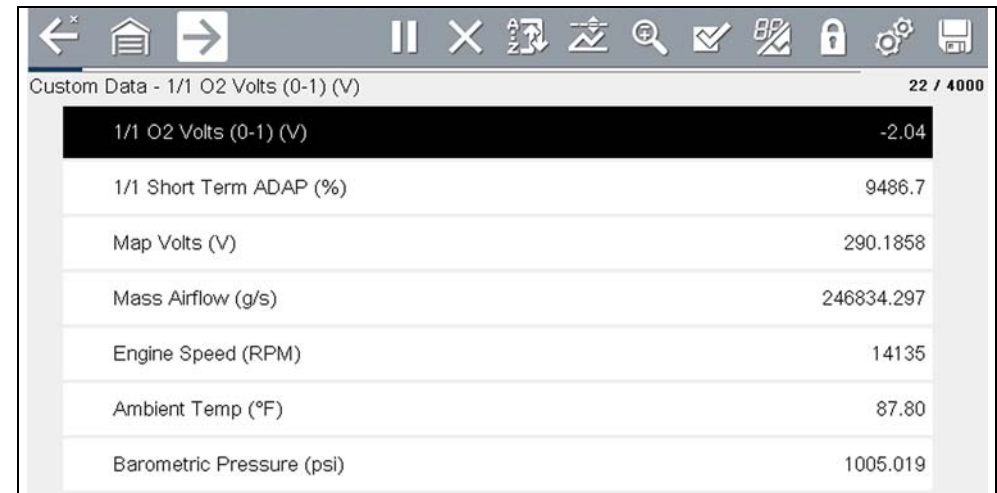 Custom Data - 1/1 O2 Volts (0-1) (V) 22 / 4000
1/1 O2 Volts (0-1) (V) -2.04
1/1 Short Term ADAP (%) 9486.7
Map Volts (V) 290.1858
Mass Airflow (g/s) 246834.297
Engine Speed (RPM) 14135
Ambient Temp (°F) 87.80
Barometric Pressure (psi) 1005.019